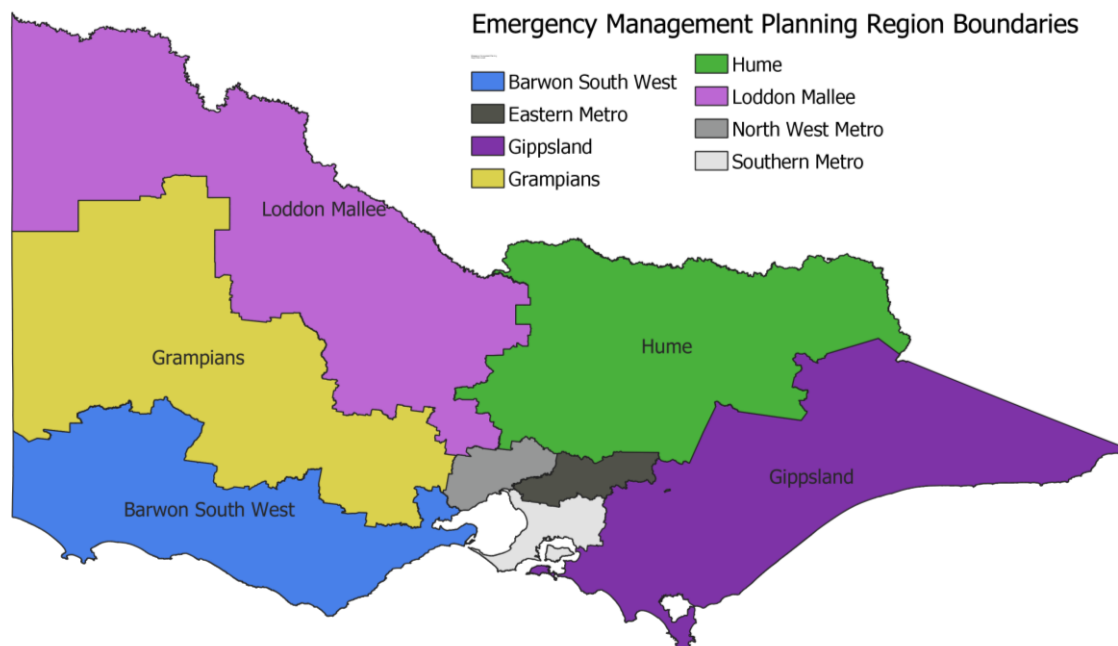 Emergency Management Planning Region Boundaries
Barwon South West
Eastern Metro
Gippsland
Grampians
Hume
Loddon Mallee
North West Metro
Southern Metro
Loddon Mallee
Grampians
Hume
Gippsland
Barwon South West